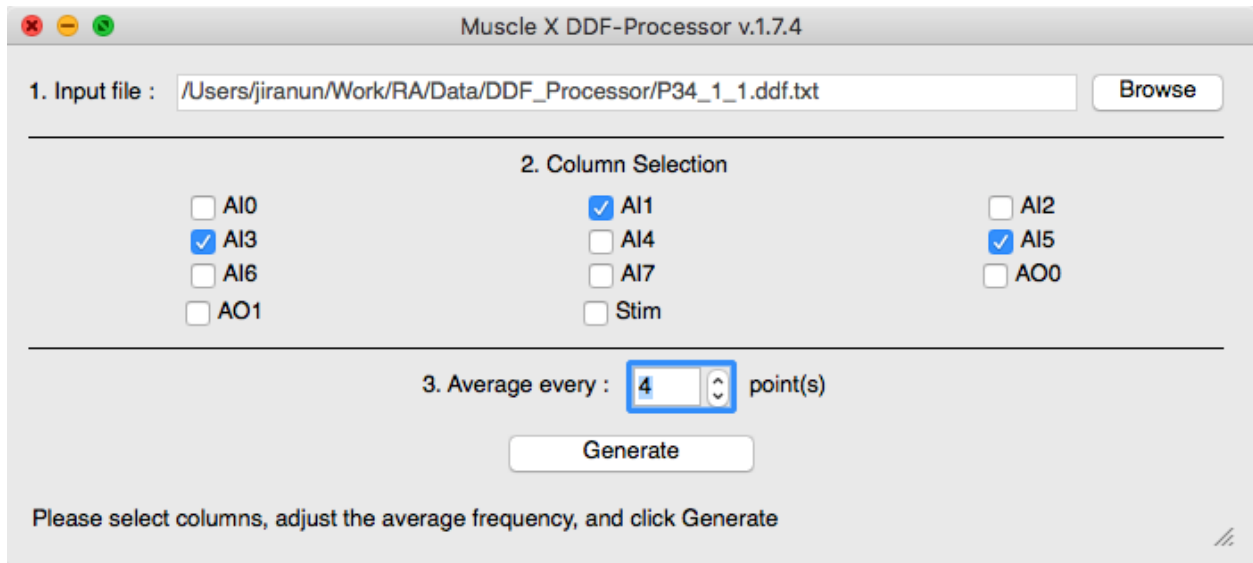 Muscle X DDF-Processor v.1.7.4
1. Input file : /Users/jiranun/Work/RA/Data/DDF_Processor/P34_1_1.ddf.txt Browse
2. Column Selection
AI0 AI1 AI2
AI3 AI4 AI5
AI6 AI7 AO0
AO1 Stim
3. Average every : 4 point(s)
Generate
Please select columns, adjust the average frequency, and click Generate